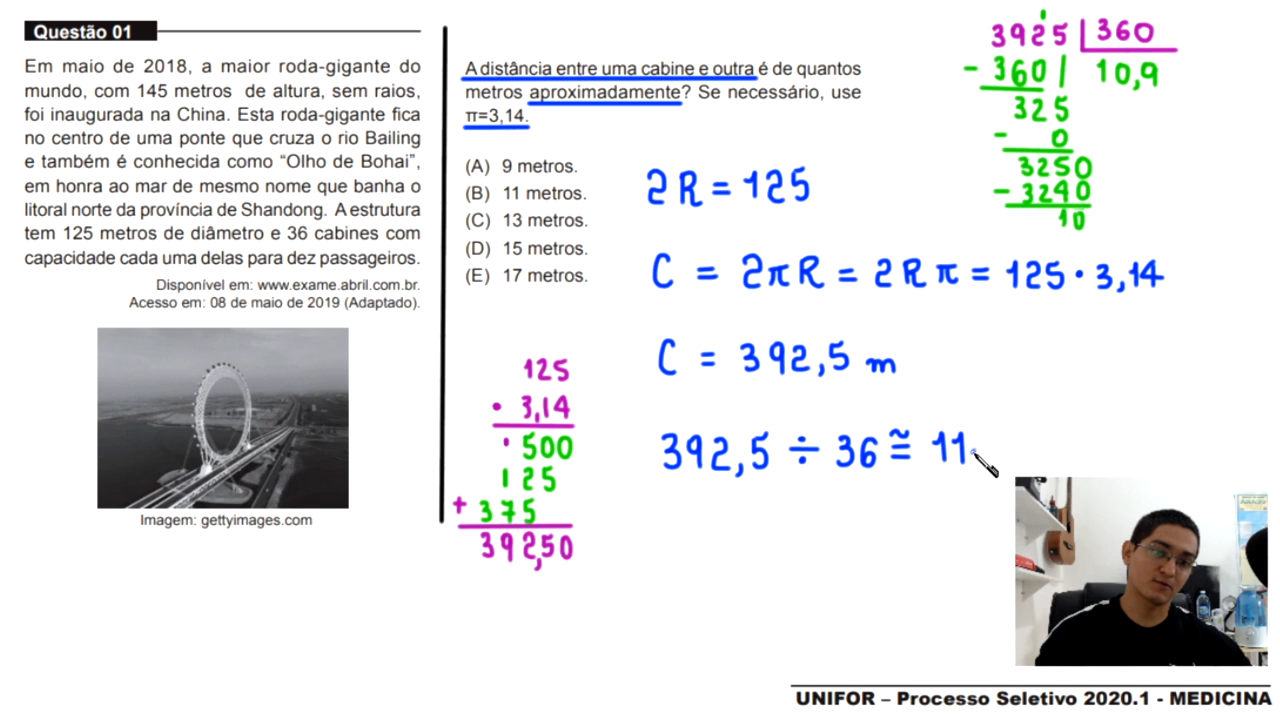 Questão 01
Em maio de 2018, a maior roda-gigante do
mundo, com 145 metros de altura, sem raios,
foi inaugurada na China. Esta roda-gigante fica
no centro de uma ponte que cruza o rio Bailing
e também é conhecida como “Olho de Bohai”,
em honra ao mar de mesmo nome que banha o
litoral norte da província de Shandong. A estrutura
tem 125 metros de diâmetro e 36 cabines com
capacidade cada uma delas para dez passageiros.
Disponível em: www.exame.abril.com.br.
Acesso em: 08 de maio de 2019 (Adaptado).
Imagem: gettyimages.com
A distância entre uma cabine e outra é de quantos
metros aproximadamente? Se necessário, use
π=3,14.
(A) 9 metros.
(B) 11 metros.
(C) 13 metros.
(D) 15 metros.
(E) 17 metros.
125
· 3,14
· 500
125
+ 375
392,50
2R = 125
C = 2πR = 2Rπ = 125 · 3,14
C = 392,5 m
392,5 ÷ 36 ≅ 11
3925 360
- 360 10,9
325
- 0
3250
- 3240
10
UNIFOR – Processo Seletivo 2020.1 - MEDICINA